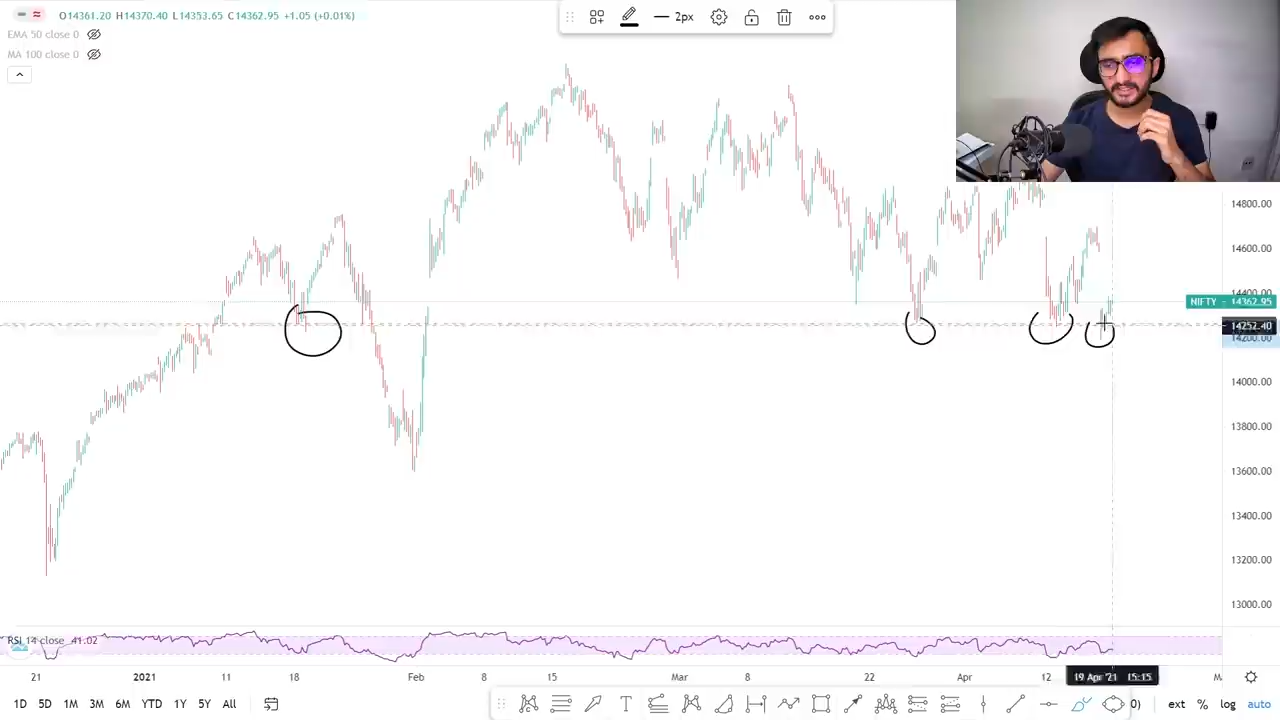 O14361.20 H14370.40 L14353.65 C14362.95 +1.05 (+0.01%)
EMA 50 close 0
MA 100 close 0
2px
14800.00
14600.00
14400.00
NIFTY 14362.95
14252.40
14200.00
14000.00
13800.00
13600.00
13400.00
13200.00
13000.00
RSI 14 close 41.02
21 2021 11 18 Feb 8 15 Mar 8 22 Apr 12 19 Apr '21 15:15
1D 5D 1M 3M 6M YTD 1Y 5Y All T 0) ext % log auto